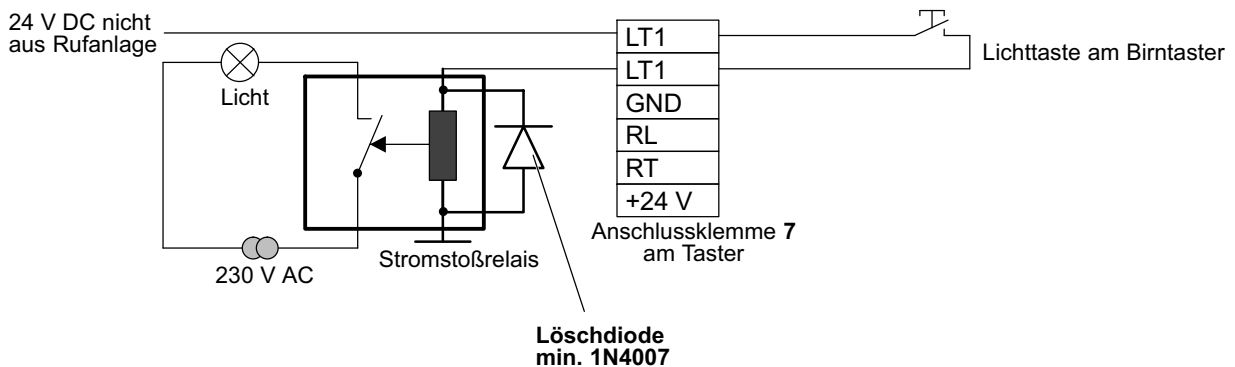 24 V DC nicht
aus Rufanlage
Licht
230 V AC
Stromstoßrelais
Löschdiode
min. 1N4007
LT1
LT1
GND
RL
RT
+24 V
Anschlussklemme 7
am Taster
Lichttaste am Birntaster